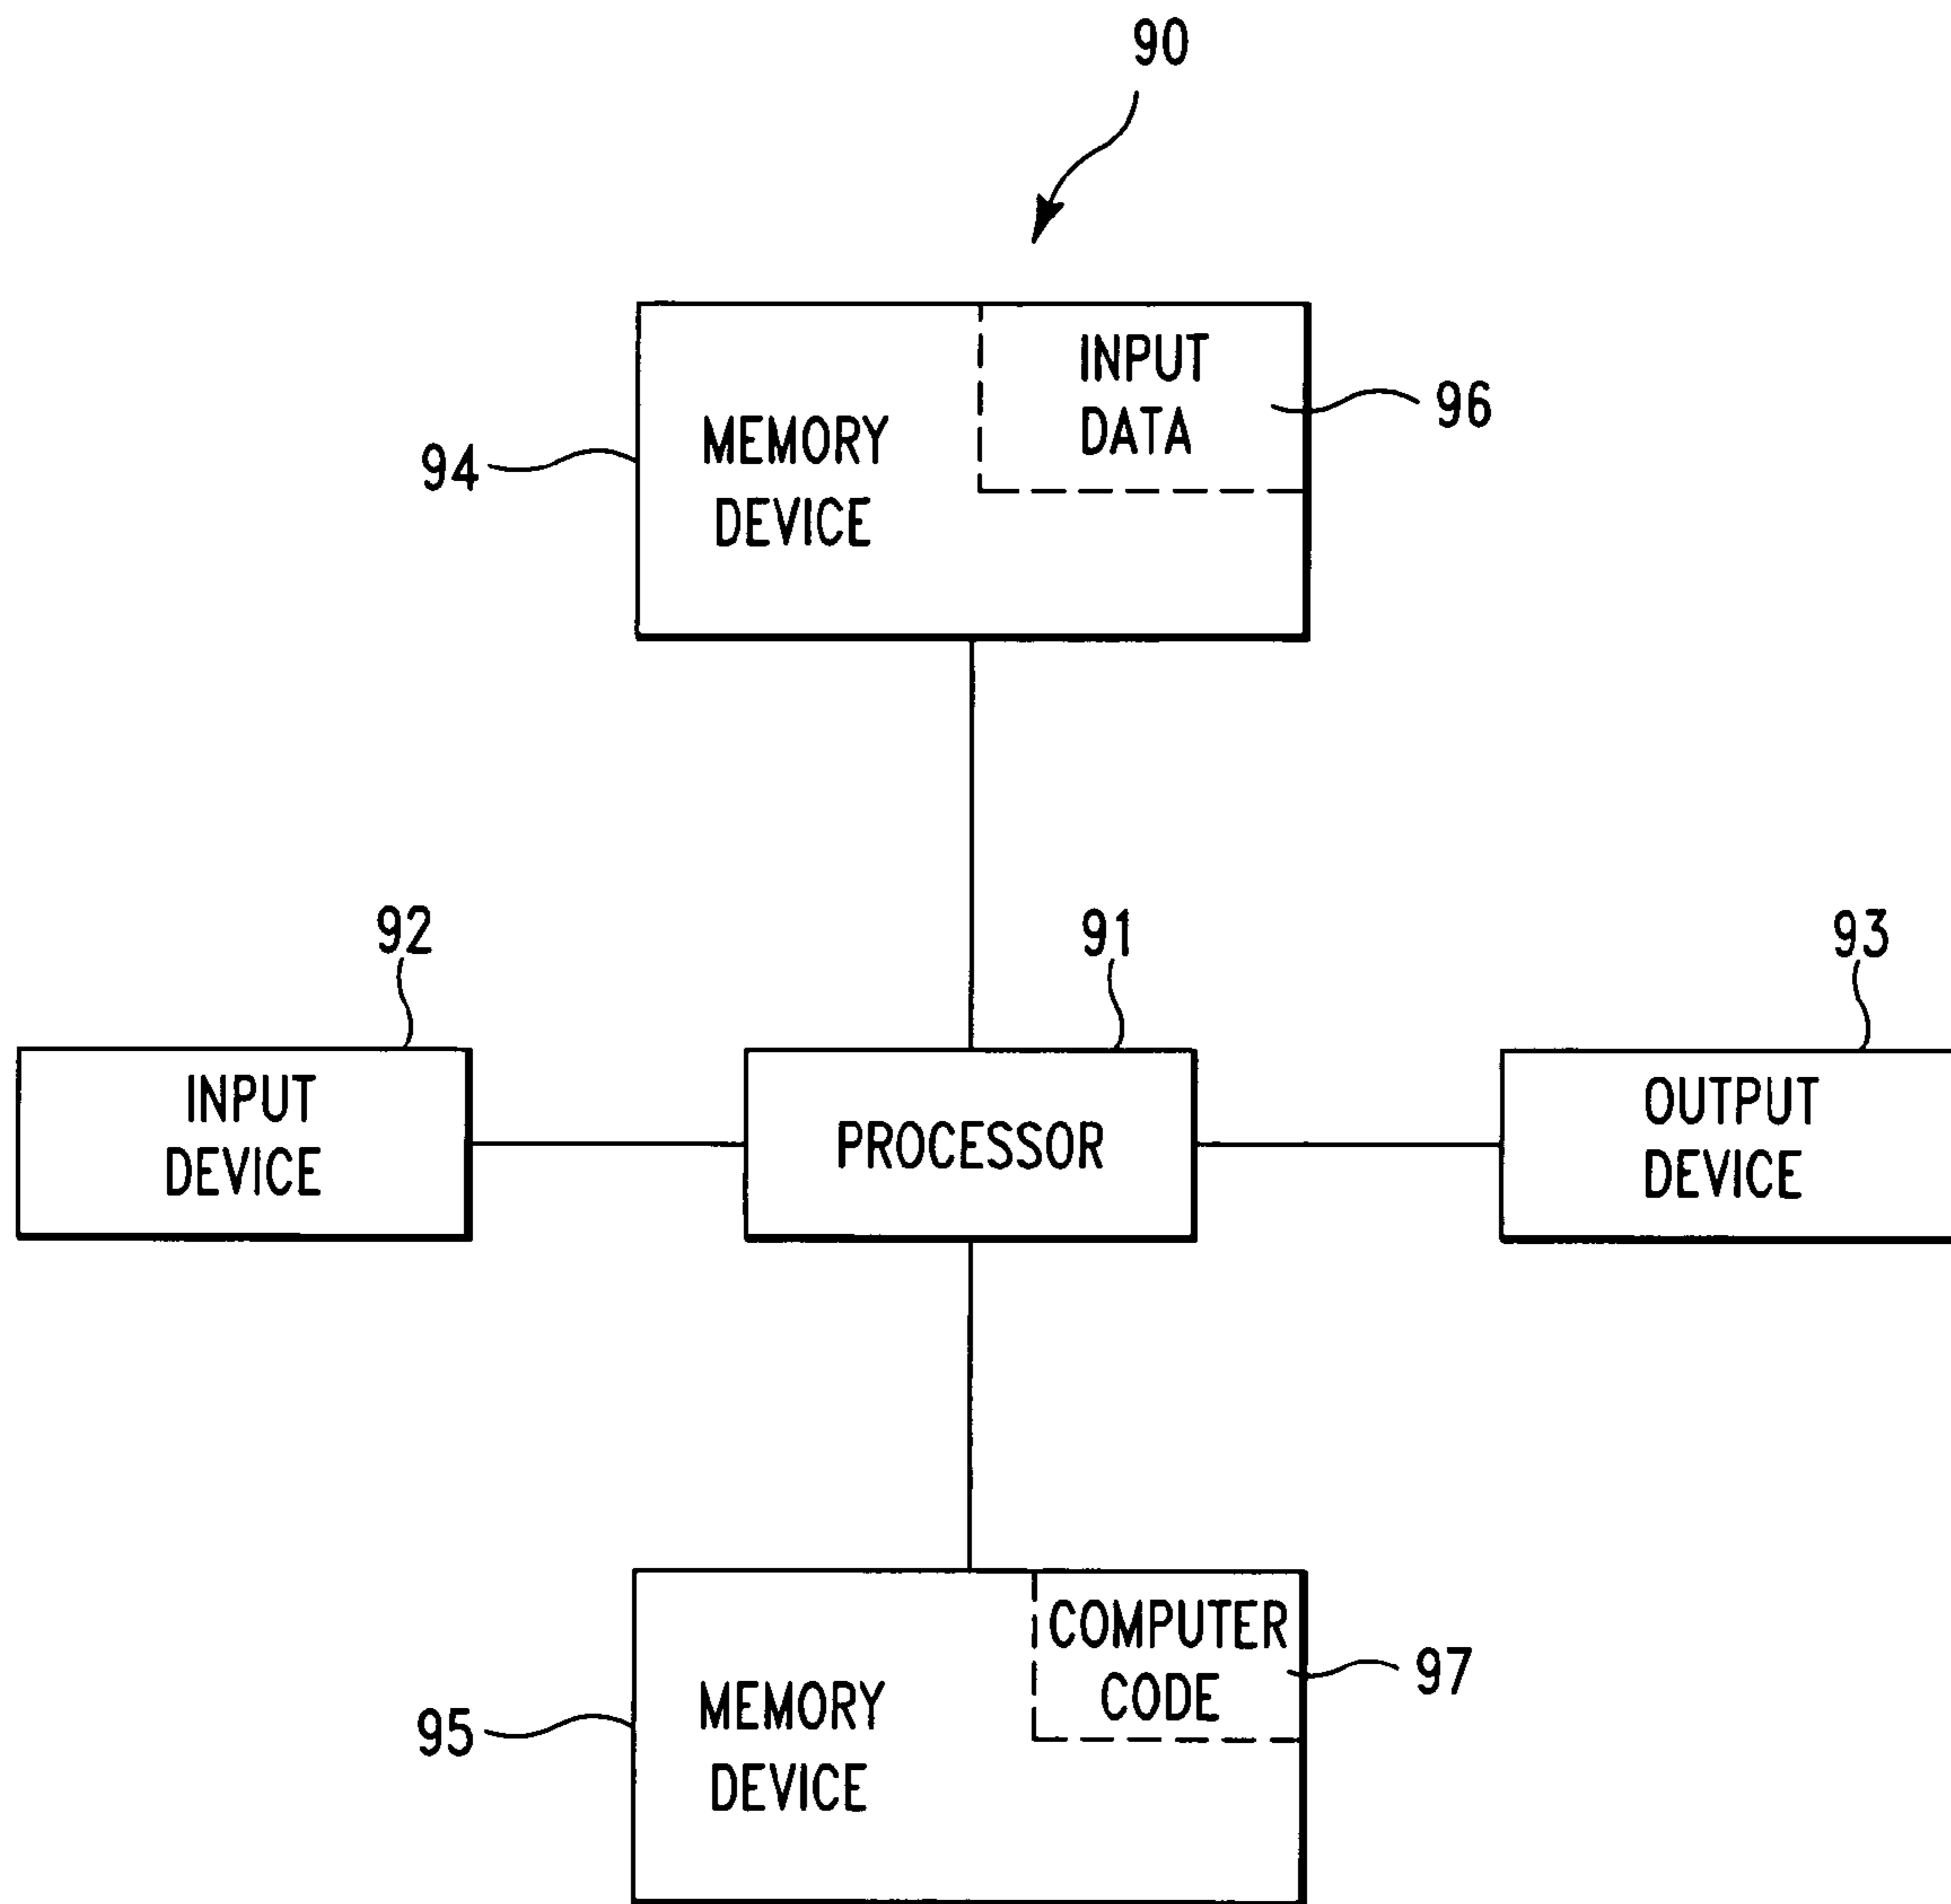 90
INPUT
DATA
96
MEMORY
DEVICE
94
92
91
93
INPUT
DEVICE
PROCESSOR
OUTPUT
DEVICE
COMPUTER
CODE
97
MEMORY
DEVICE
95